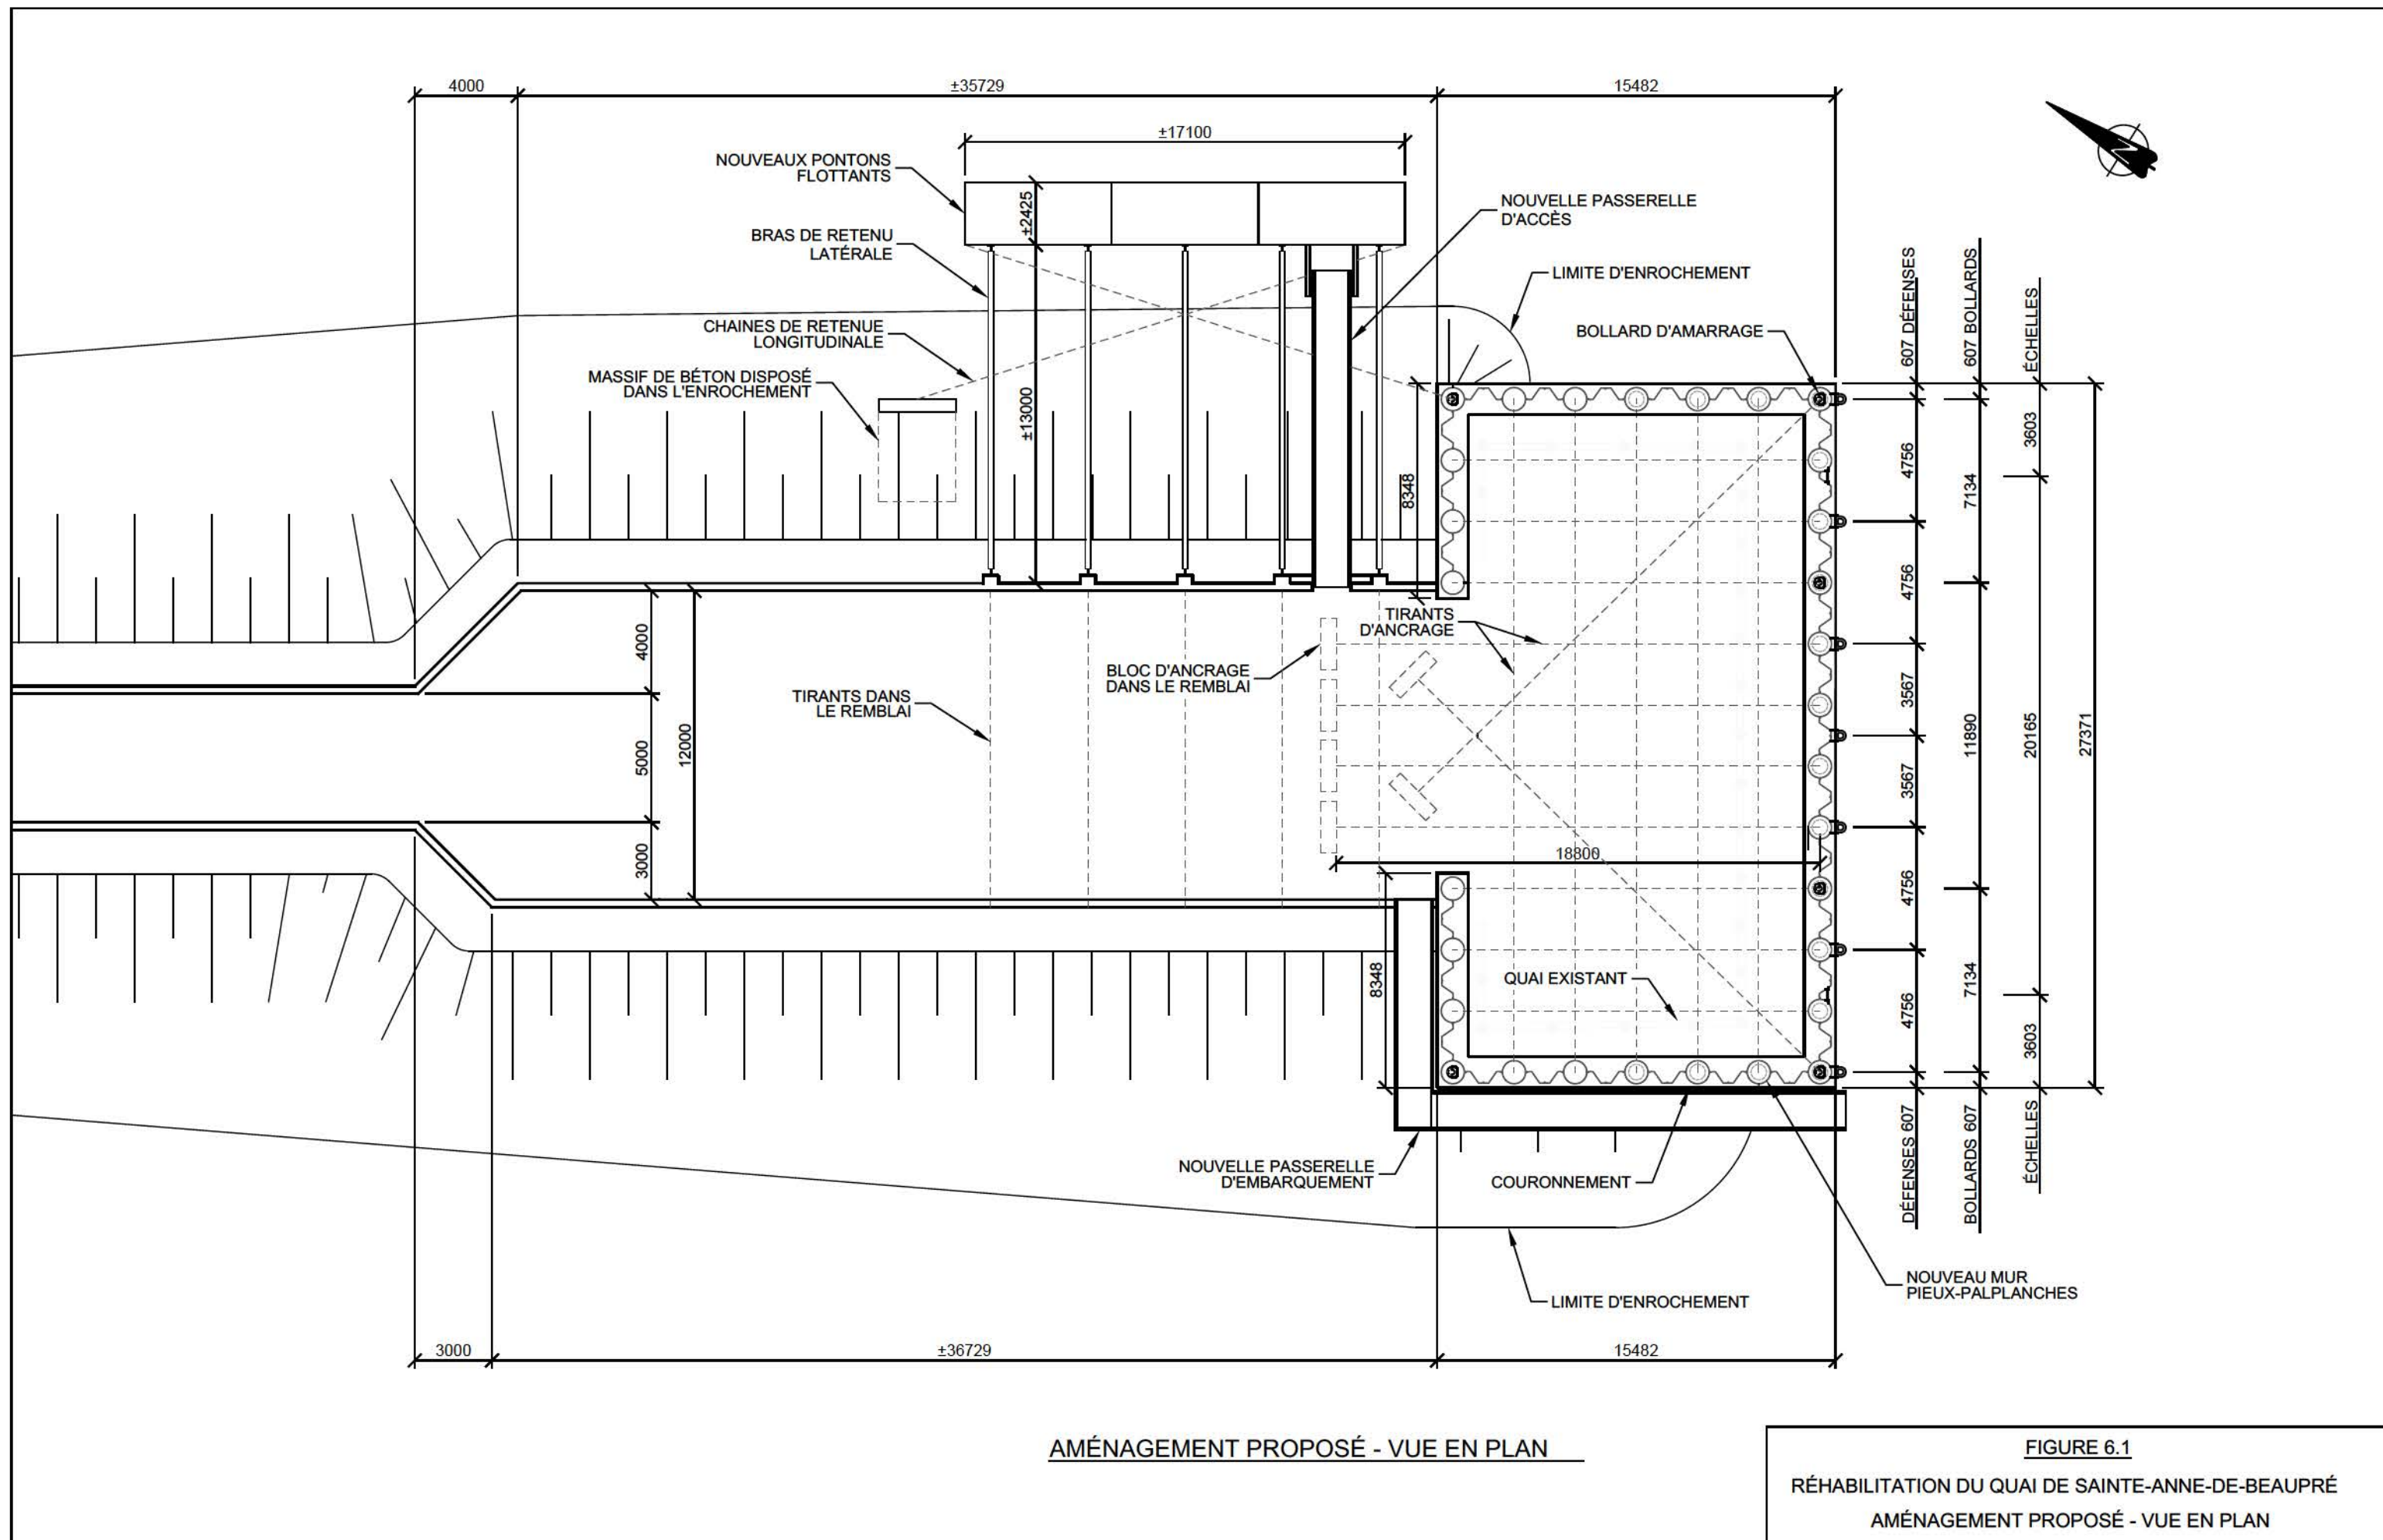 4000
±35729
15482
±17100
NOUVEAUX PONTONS
FLOTTANTS
±2425
BRAS DE RETENU
LATÉRALE
NOUVELLE PASSERELLE
D'ACCÈS
LIMITE D'ENROCHEMENT
CHAINES DE RETENUE
LONGITUDINALE
BOLLARD D'AMARRAGE
MASSIF DE BÉTON DISPOSÉ
DANS L'ENROCHEMENT
±13000
8348
607 DÉFENSES
607 BOLLARDS
ÉCHELLES
4756
4756
3567
3567
4756
4756
7134
11890
7134
3603
20165
3603
27371
DÉFENSES 607
BOLLARDS 607
ÉCHELLES
TIRANTS
D'ANCRAGE
BLOC D'ANCRAGE
DANS LE REMBLAI
TIRANTS DANS
LE REMBLAI
4000
5000
3000
12000
18800
8348
QUAI EXISTANT
NOUVELLE PASSERELLE
D'EMBARQUEMENT
COURONNEMENT
NOUVEAU MUR
PIEUX-PALPLANCHES
LIMITE D'ENROCHEMENT
3000
±36729
15482
AMÉNAGEMENT PROPOSÉ - VUE EN PLAN
FIGURE 6.1
RÉHABILITATION DU QUAI DE SAINTE-ANNE-DE-BEAUPRÉ
AMÉNAGEMENT PROPOSÉ - VUE EN PLAN